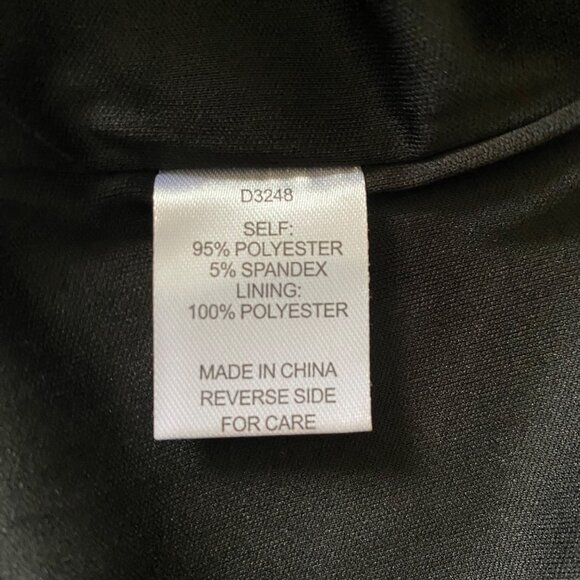 D3248
SELF:
95% POLYESTER
5% SPANDEX
LINING:
100% POLYESTER
MADE IN CHINA
REVERSE SIDE
FOR CARE